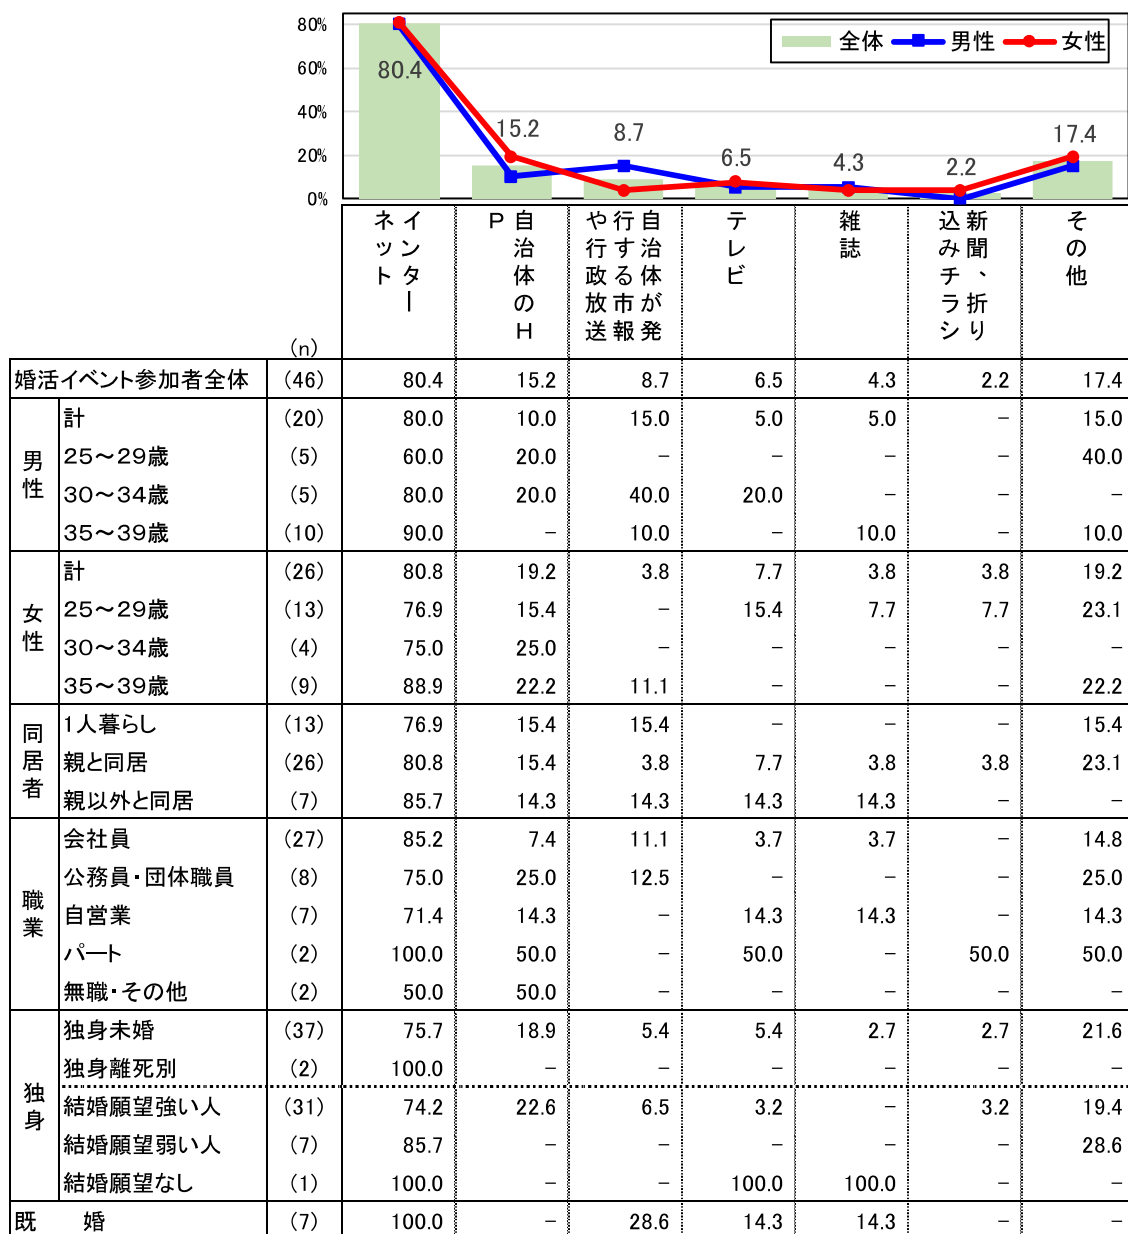 80%
60%
40%
20%
0%
全体 男性 女性
80.4
15.2
8.7
6.5
4.3
2.2
17.4
(n)
インター
ネット
自治体のH
P
自治体が発
行する市報
や行政放送
テレビ
雑誌
新聞、折り
込みチラシ
その他
婚活イベント参加者全体 (46) 80.4 15.2 8.7 6.5 4.3 2.2 17.4
男性
計 (20) 80.0 10.0 15.0 5.0 5.0 − 15.0
25～29歳 (5) 60.0 20.0 − − − − 40.0
30～34歳 (5) 80.0 20.0 40.0 20.0 − − −
35～39歳 (10) 90.0 − 10.0 − 10.0 − 10.0
女性
計 (26) 80.8 19.2 3.8 7.7 3.8 3.8 19.2
25～29歳 (13) 76.9 15.4 − 15.4 7.7 7.7 23.1
30～34歳 (4) 75.0 25.0 − − − − −
35～39歳 (9) 88.9 22.2 11.1 − − − 22.2
同居者
1人暮らし (13) 76.9 15.4 15.4 − − − 15.4
親と同居 (26) 80.8 15.4 3.8 7.7 3.8 3.8 23.1
親以外と同居 (7) 85.7 14.3 14.3 14.3 14.3 − −
職業
会社員 (27) 85.2 7.4 11.1 3.7 3.7 − 14.8
公務員・団体職員 (8) 75.0 25.0 12.5 − − − 25.0
自営業 (7) 71.4 14.3 − 14.3 14.3 − 14.3
パート (2) 100.0 50.0 − 50.0 − 50.0 50.0
無職・その他 (2) 50.0 50.0 − − − − −
独身
独身未婚 (37) 75.7 18.9 5.4 5.4 2.7 2.7 21.6
独身離死別 (2) 100.0 − − − − − −
結婚願望強い人 (31) 74.2 22.6 6.5 3.2 − 3.2 19.4
結婚願望弱い人 (7) 85.7 − − − − − 28.6
結婚願望なし (1) 100.0 − − 100.0 100.0 − −
既　婚 (7) 100.0 − 28.6 14.3 14.3 − −